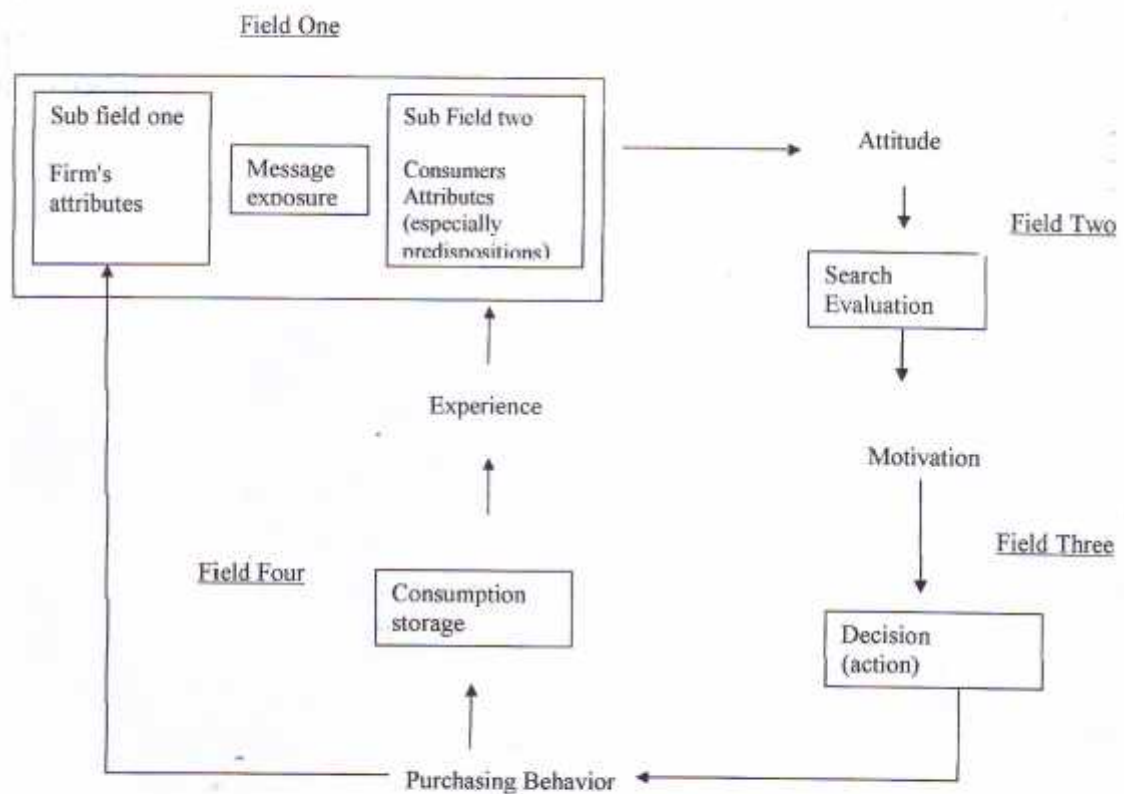 Field One
Sub field one
Firm's
attributes
Message
exposure
Sub Field two
Consumers
Attributes
(especially
predispositions)
Attitude
Field Two
Search
Evaluation
Experience
Motivation
Field Three
Field Four
Consumption
storage
Decision
(action)
Purchasing Behavior